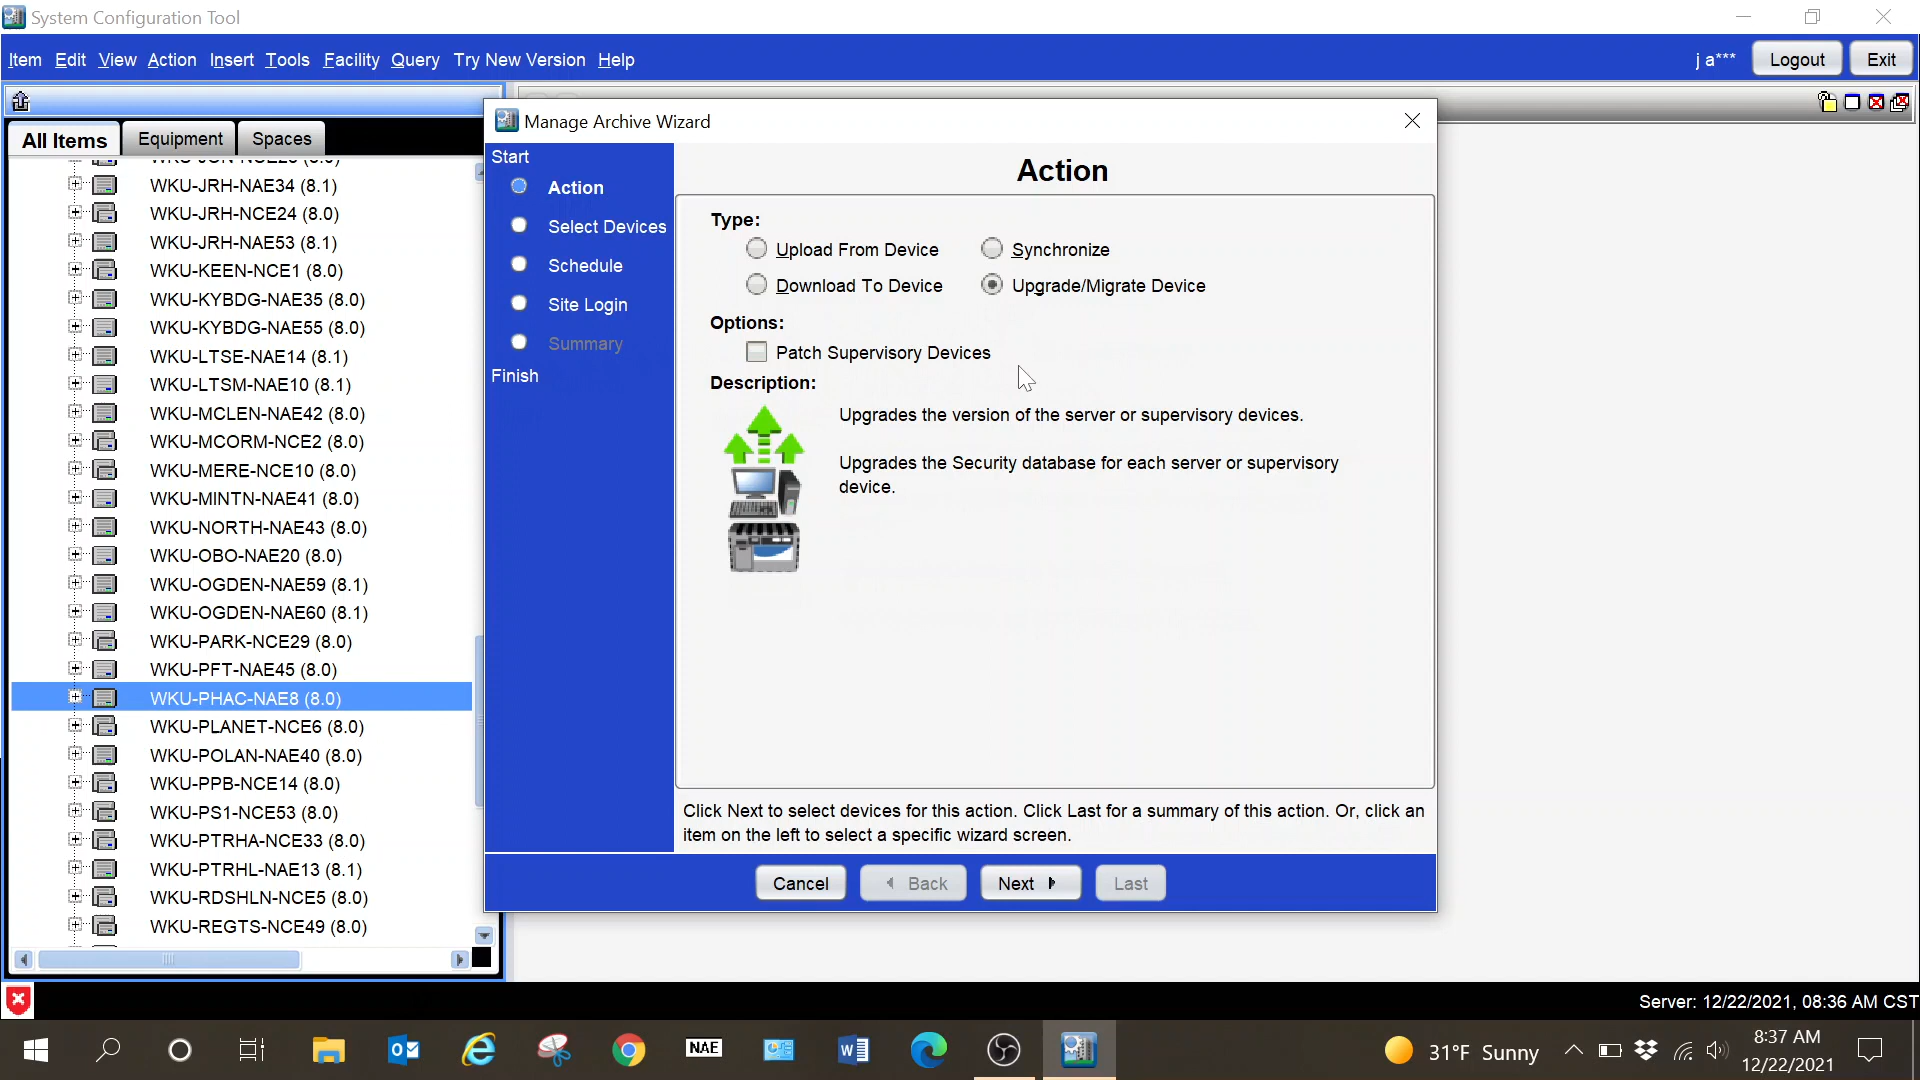 System Configuration Tool
Item Edit View Action Insert Tools Facility Query Try New Version Help
j a***
Logout
Exit
All Items
Equipment
Spaces
WKU-JRH-NAE34 (8.1)
WKU-JRH-NCE24 (8.0)
WKU-JRH-NAE53 (8.1)
WKU-KEEN-NCE1 (8.0)
WKU-KYBDG-NAE35 (8.0)
WKU-KYBDG-NAE55 (8.0)
WKU-LTSE-NAE14 (8.1)
WKU-LTSM-NAE10 (8.1)
WKU-MCLEN-NAE42 (8.0)
WKU-MCORM-NCE2 (8.0)
WKU-MERE-NCE10 (8.0)
WKU-MINTN-NAE41 (8.0)
WKU-NORTH-NAE43 (8.0)
WKU-OBO-NAE20 (8.0)
WKU-OGDEN-NAE59 (8.1)
WKU-OGDEN-NAE60 (8.1)
WKU-PARK-NCE29 (8.0)
WKU-PFT-NAE45 (8.0)
WKU-PHAC-NAE8 (8.0)
WKU-PLANET-NCE6 (8.0)
WKU-POLAN-NAE40 (8.0)
WKU-PPB-NCE14 (8.0)
WKU-PS1-NCE53 (8.0)
WKU-PTRHA-NCE33 (8.0)
WKU-PTRHL-NAE13 (8.1)
WKU-RDSHLN-NCE5 (8.0)
WKU-REGTS-NCE49 (8.0)
Manage Archive Wizard
Start
Action
Select Devices
Schedule
Site Login
Summary
Finish
Action
Type:
Upload From Device
Synchronize
Download To Device
Upgrade/Migrate Device
Options:
Patch Supervisory Devices
Description:
Upgrades the version of the server or supervisory devices.
Upgrades the Security database for each server or supervisory
device.
Click Next to select devices for this action. Click Last for a summary of this action. Or, click an
item on the left to select a specific wizard screen.
Cancel
Back
Next
Last
Server: 12/22/2021, 08:36 AM CST
NAE
31°F Sunny
8:37 AM
12/22/2021